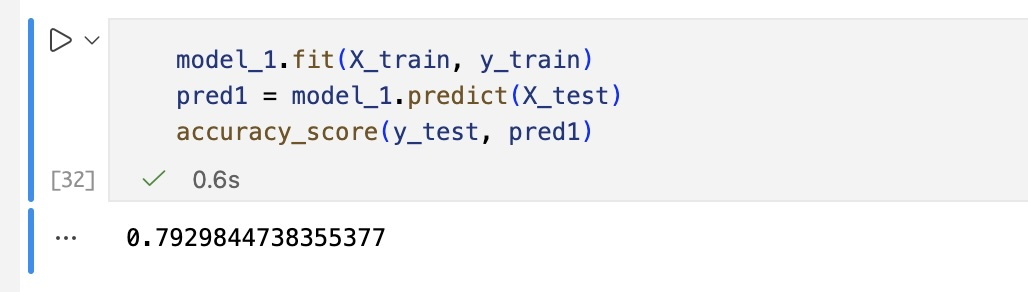 model_1.fit(X_train, y_train)
pred1 = model_1.predict(X_test)
accuracy_score(y_test, pred1)
[32]
0.6s
...
0.7929844738355377